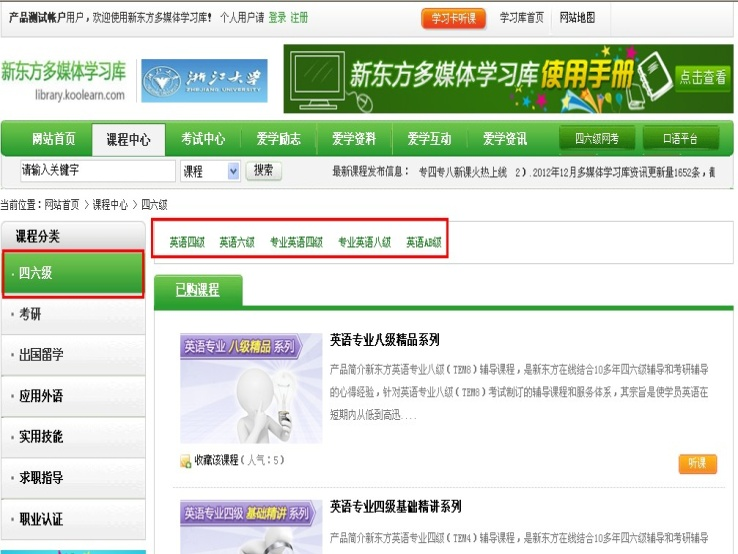 产品测试帐户用户，欢迎使用新东方多媒体学习库！ 个人用户请 登录 注册
学习卡听课 学习库首页 网站地图
新东方多媒体学习库
library.koolearn.com
浙江大学
ZHEJIANG UNIVERSITY
新东方多媒体学习库使用手册
点击查看
网站首页 课程中心 考试中心 爱学励志 爱学资料 爱学互动 爱学资讯 四六级网考 口语平台
请输入关键字 课程 搜索 最新课程发布信息： 专四专八新课火热上线 2）.2012年12月多媒体学习库资讯更新量1652条，
当前位置：网站首页 > 课程中心 > 四六级
课程分类
· 四六级
· 考研
· 出国留学
· 应用外语
· 实用技能
· 求职指导
· 职业认证
英语四级 英语六级 专业英语四级 专业英语八级 英语AB级
已购课程
英语专业 八级精品 系列
英语专业八级精品系列
产品简介新东方英语专业八级（TEM8）辅导课程，是新东方在线结合10多年四六级辅导和考研辅导
的心得经验，针对英语专业八级（TEM8）考试制订的辅导课程和服务体系，其宗旨是使学员英语在
短期内从低到高迅....
收藏该课程（人气：5）
听课
英语专业四级 基础精讲 系列
英语专业四级基础精讲系列
产品简介新东方英语专业四级（TEM4）辅导课程，是新东方在线结合10多年四六级辅导和考研辅导